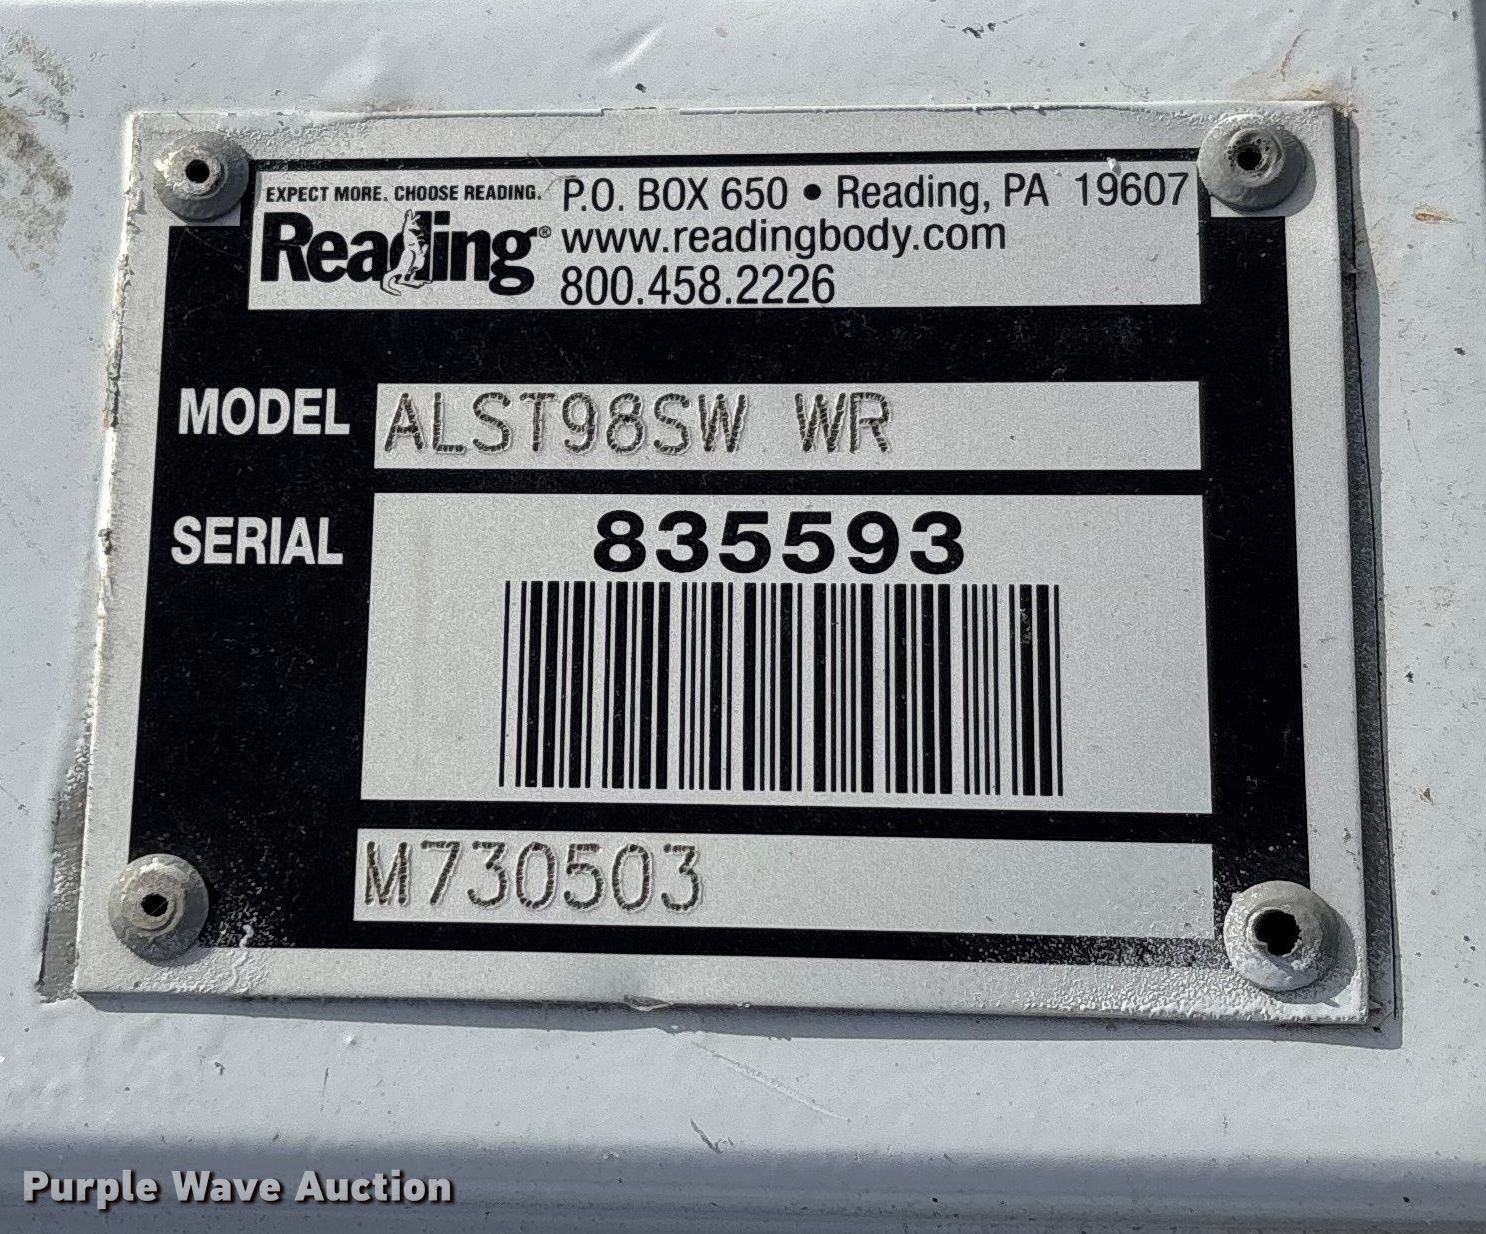 EXPECT MORE. CHOOSE READING.
Reading®
P.O. BOX 650 • Reading, PA 19607
www.readingbody.com
800.458.2226
MODEL ALST98SW WR
SERIAL 835593
M730503
Purple Wave Auction